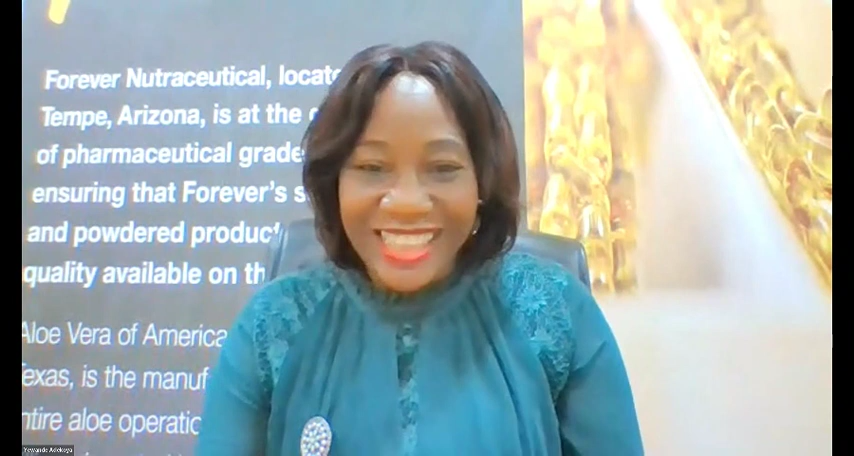 Forever Nutraceutical, locate
Tempe, Arizona, is at the
of pharmaceutical grade
ensuring that Forever's s
and powdered product
quality available on th
Aloe Vera of America
Texas, is the manuf
ntire aloe operatio
Yewande Adekoya